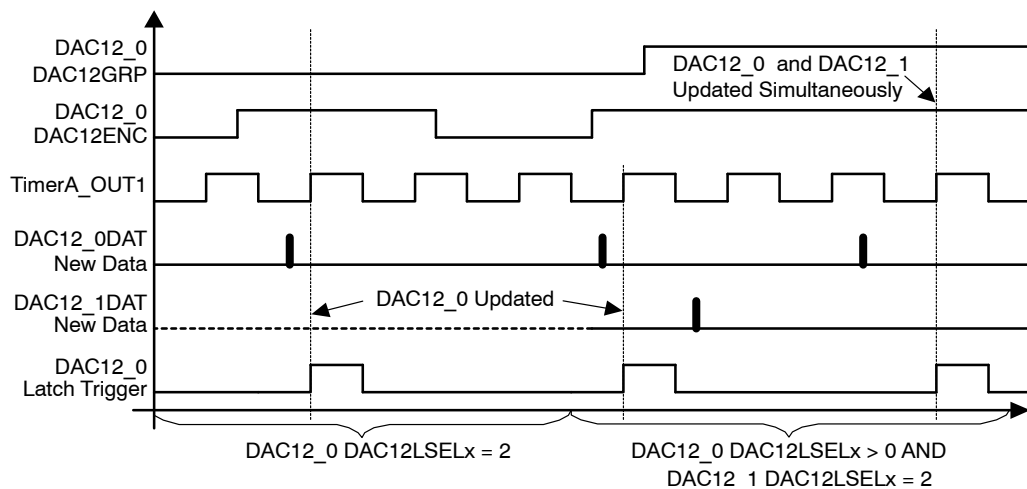 DAC12_0
DAC12GRP
DAC12_0 and DAC12_1
Updated Simultaneously
DAC12_0
DAC12ENC
TimerA_OUT1
DAC12_0DAT
New Data
DAC12_1DAT
New Data
DAC12_0 Updated
DAC12_0
Latch Trigger
DAC12_0 DAC12LSELx = 2
DAC12_0 DAC12LSELx > 0 AND
DAC12_1 DAC12LSELx = 2